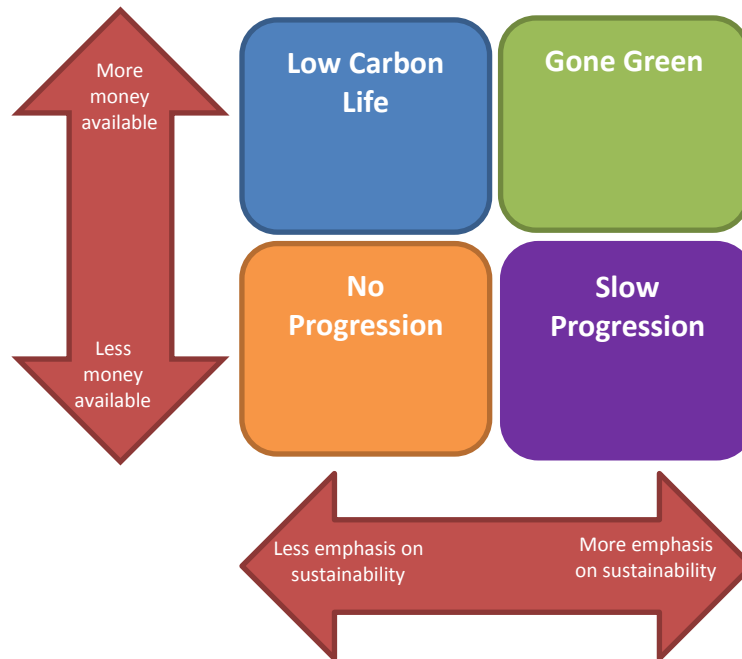 More
money
available
Low Carbon
Life
Gone Green
No
Progression
Slow
Progression
Less
money
available
Less emphasis on
sustainability
More emphasis
on sustainability